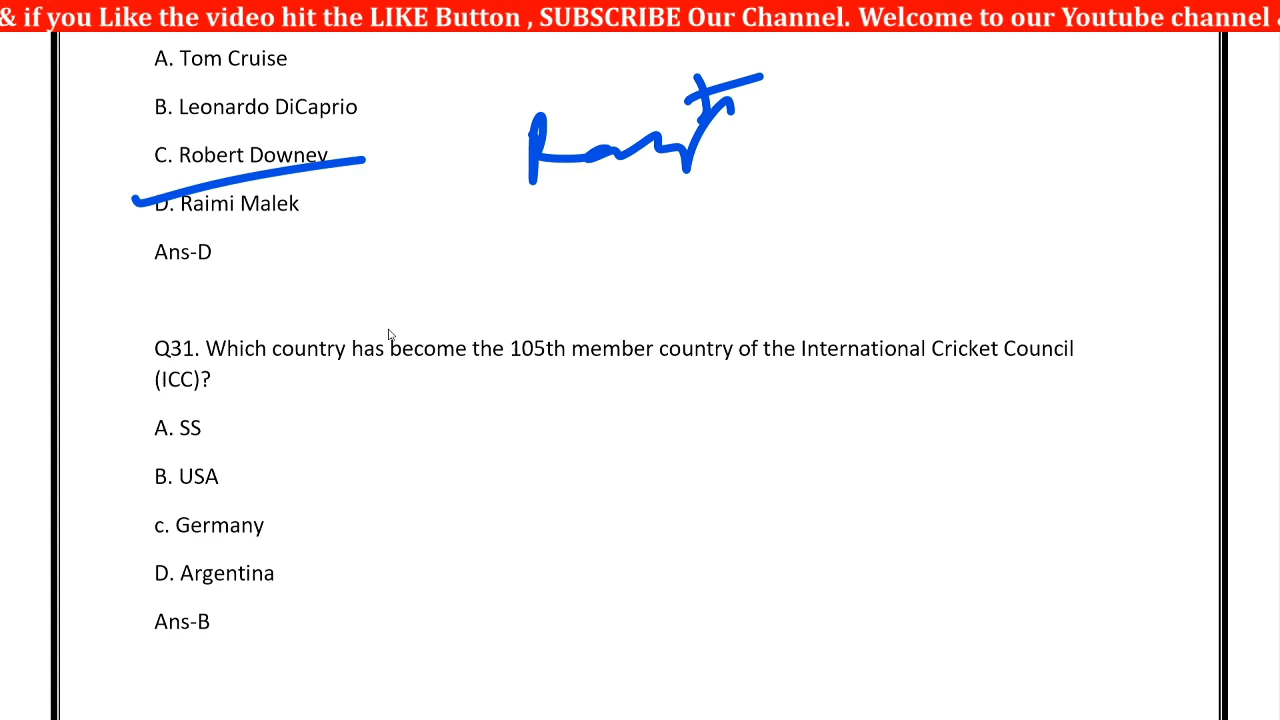 & if you Like the video hit the LIKE Button , SUBSCRIBE Our Channel. Welcome to our Youtube channel
A. Tom Cruise
B. Leonardo DiCaprio
C. Robert Downey
D. Raimi Malek
Ans-D
Q31. Which country has become the 105th member country of the International Cricket Council
(ICC)?
A. SS
B. USA
c. Germany
D. Argentina
Ans-B